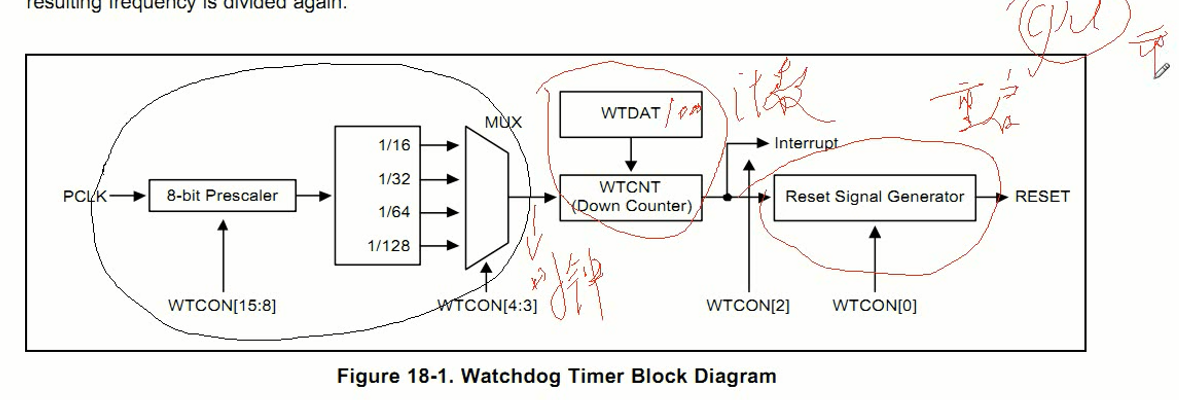 resulting frequency is divided again.
CPU
计数
MUX
WTDAT
1/16
Interrupt
1/32
PCLK
8-bit Prescaler
WTCNT
(Down Counter)
Reset Signal Generator
RESET
1/64
1/128
时钟
WTCON[15:8]
WTCON[4:3]
WTCON[2]
WTCON[0]
Figure 18-1. Watchdog Timer Block Diagram